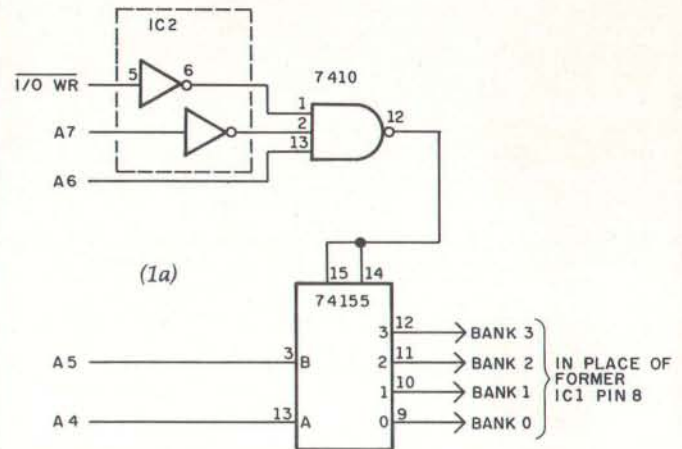 IC2
5 6
I/O WR
7410
1
2
13
12
A7
A6
(1a)
15 14
74155
A5
3 B
A4
13 A
3 12 BANK 3
2 11 BANK 2
1 10 BANK 1
0 9 BANK 0
IN PLACE OF
FORMER
IC1 PIN 8